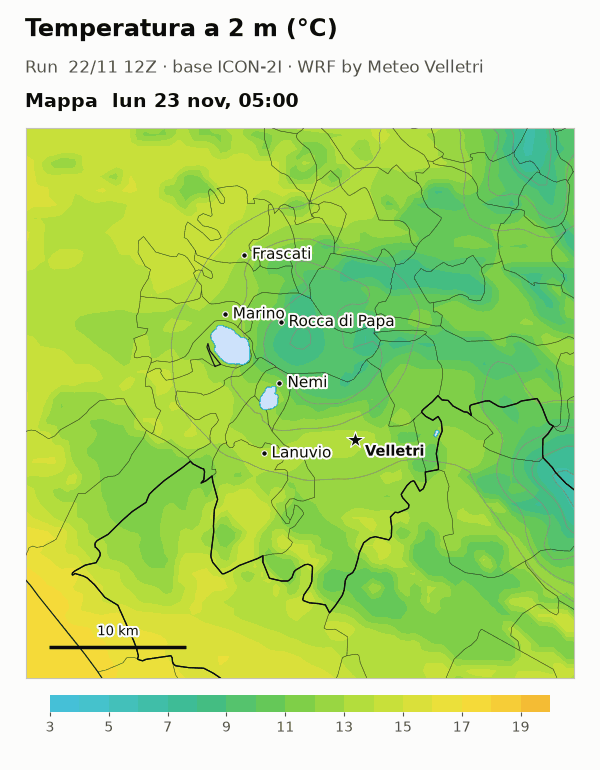 Temperatura a 2 m (°C)
Run  22/11 12Z · base ICON-2I · WRF by Meteo Velletri
Mappa  lun 23 nov, 05:00
Frascati
Marino
Rocca di Papa
Nemi
Velletri
Lanuvio
10 km
3 5 7 9 11 13 15 17 19